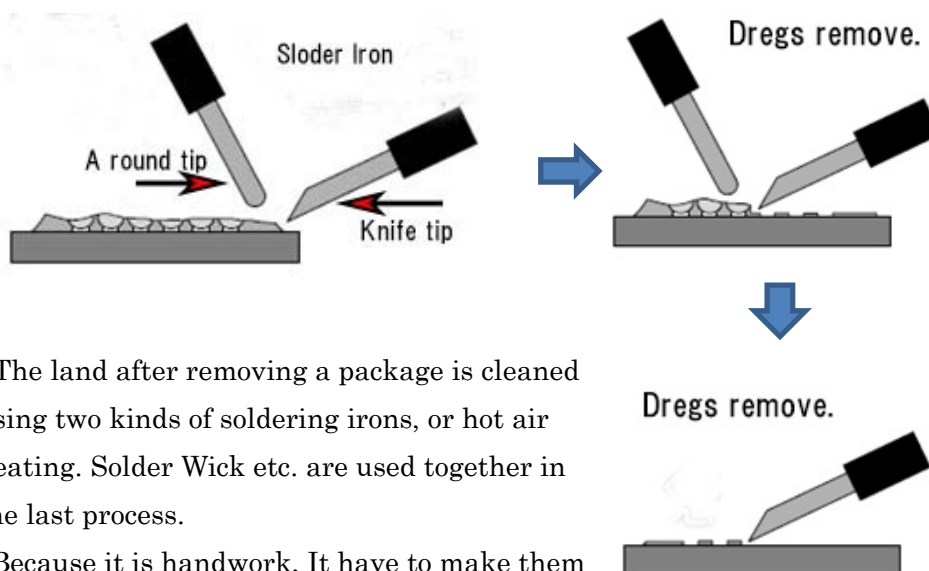 Sloder Iron
A round tip
Knife tip
Dregs remove.
The land after removing a package is cleaned
sing two kinds of soldering irons, or hot air
eating. Solder Wick etc. are used together in
he last process.
Because it is handwork. It have to make them
Dregs remove.